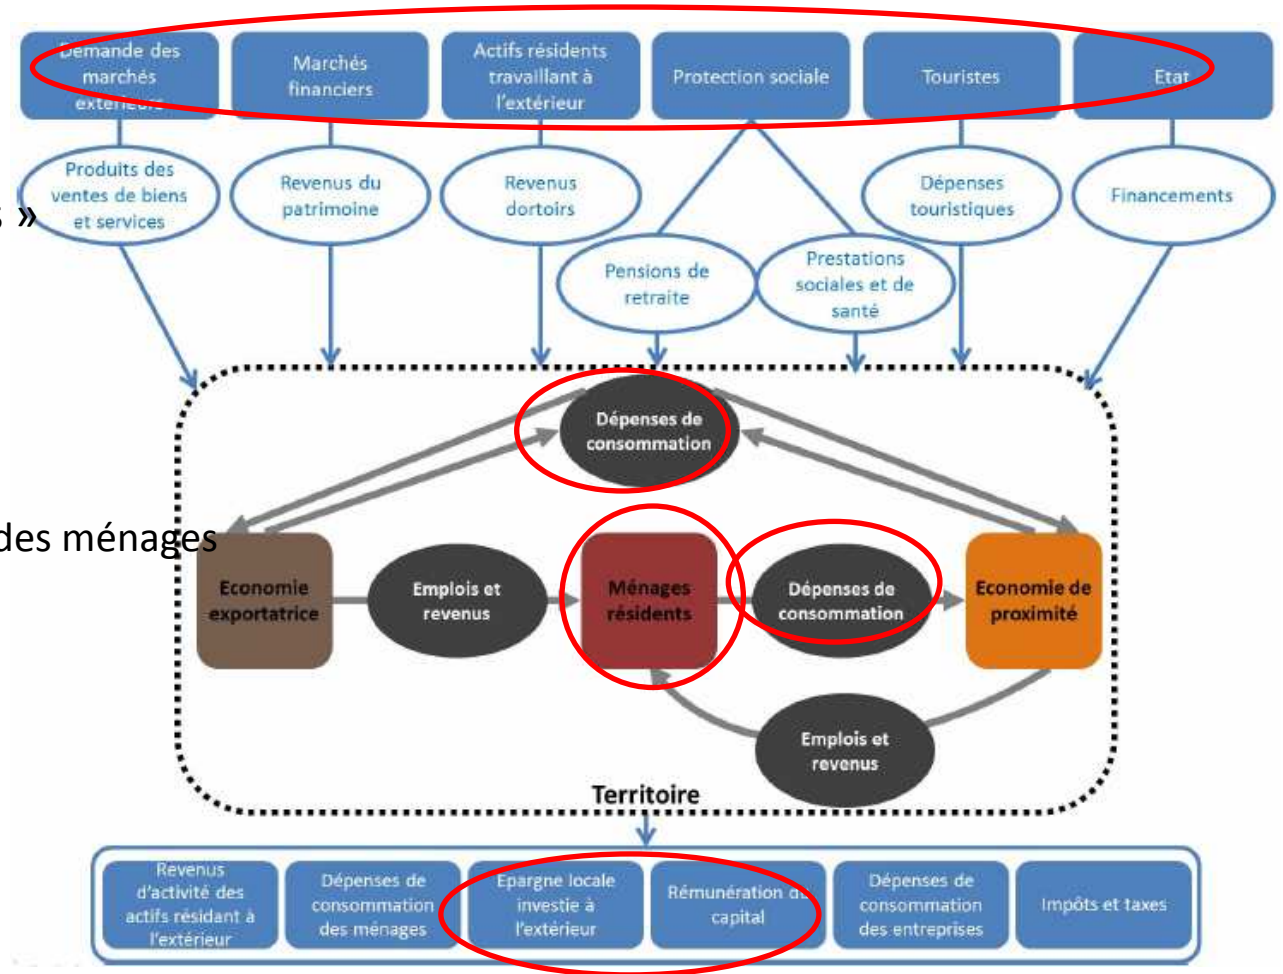 Demande des
marchés
extérieurs
Marchés
financiers
Actifs résidents
travaillant à
l'extérieur
Protection sociale
Touristes
Etat
Produits des
ventes de biens
et services
Revenus du
patrimoine
Revenus
dortoirs
Pensions de
retraite
Prestations
sociales et de
santé
Dépenses
touristiques
Financements
»
Dépenses de
consommation
des ménages
Economie
exportatrice
Emplois et
revenus
Ménages
résidents
Dépenses de
consommation
Economie de
proximité
Emplois et
revenus
Territoire
Revenus
d'activité des
actifs résidant à
l'extérieur
Dépenses de
consommation
des ménages
Epargne locale
investie à
l'extérieur
Rémunération du
capital
Dépenses de
consommation
des entreprises
Impôts et taxes